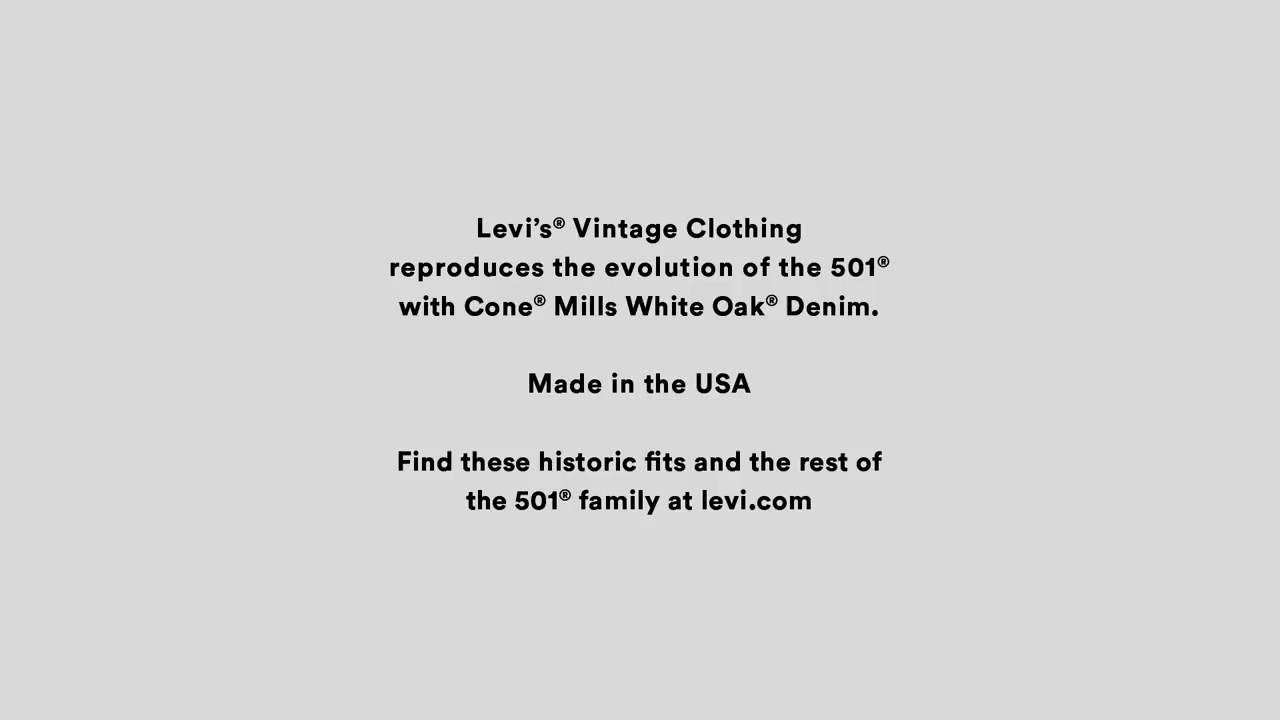 Levi’s® Vintage Clothing
reproduces the evolution of the 501®
with Cone® Mills White Oak® Denim.
Made in the USA
Find these historic fits and the rest of
the 501® family at levi.com